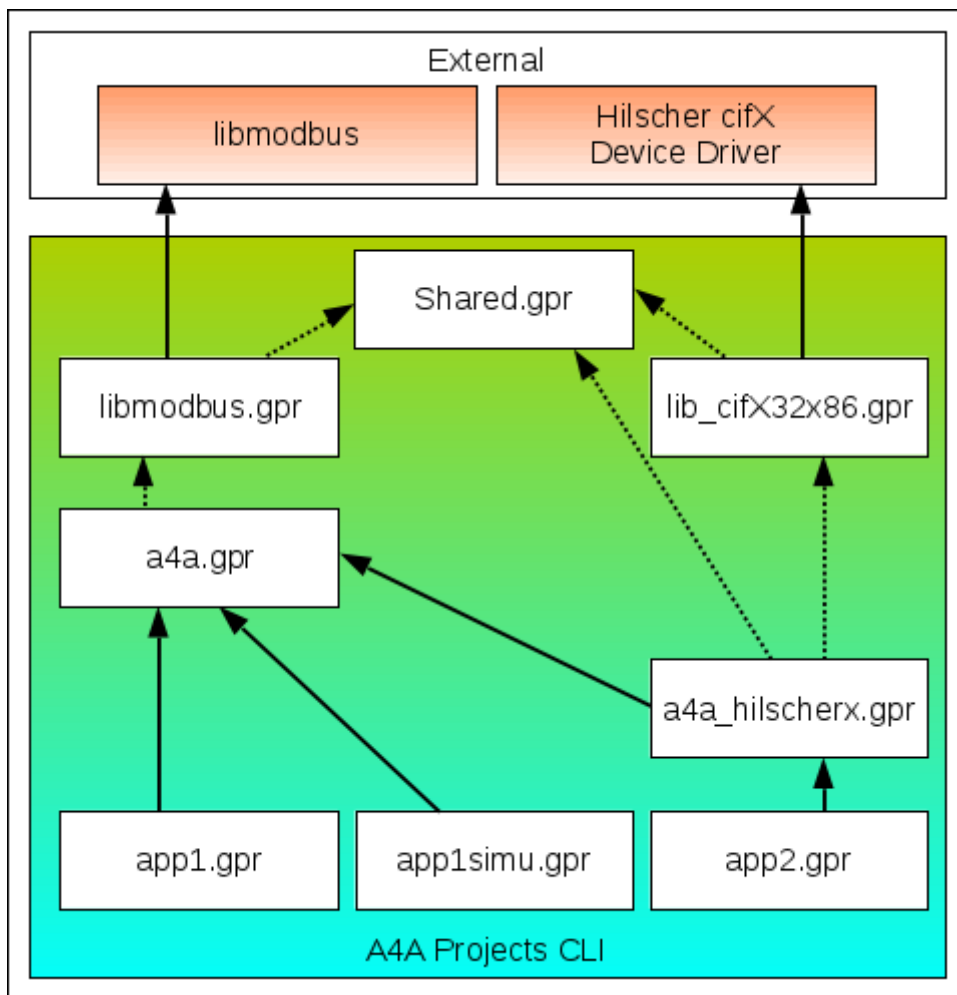 External
libmodbus
Hilscher cifX
Device Driver
Shared.gpr
libmodbus.gpr
lib_cifX32x86.gpr
a4a.gpr
a4a_hilscherx.gpr
app1.gpr
app1simu.gpr
app2.gpr
A4A Projects CLI